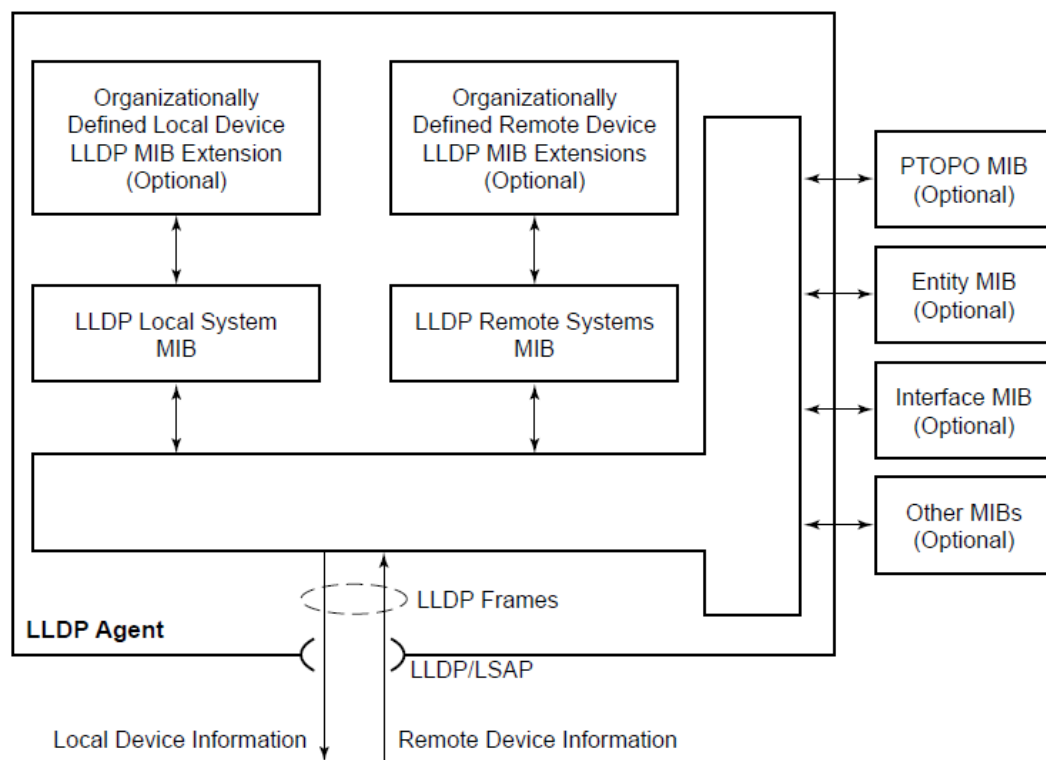 Organizationally
Defined Local Device
LLDP MIB Extension
(Optional)
Organizationally
Defined Remote Device
LLDP MIB Extensions
(Optional)
PTOPO MIB
(Optional)
Entity MIB
(Optional)
LLDP Local System
MIB
LLDP Remote Systems
MIB
Interface MIB
(Optional)
Other MIBs
(Optional)
LLDP Frames
LLDP Agent
LLDP/LSAP
Local Device Information
Remote Device Information